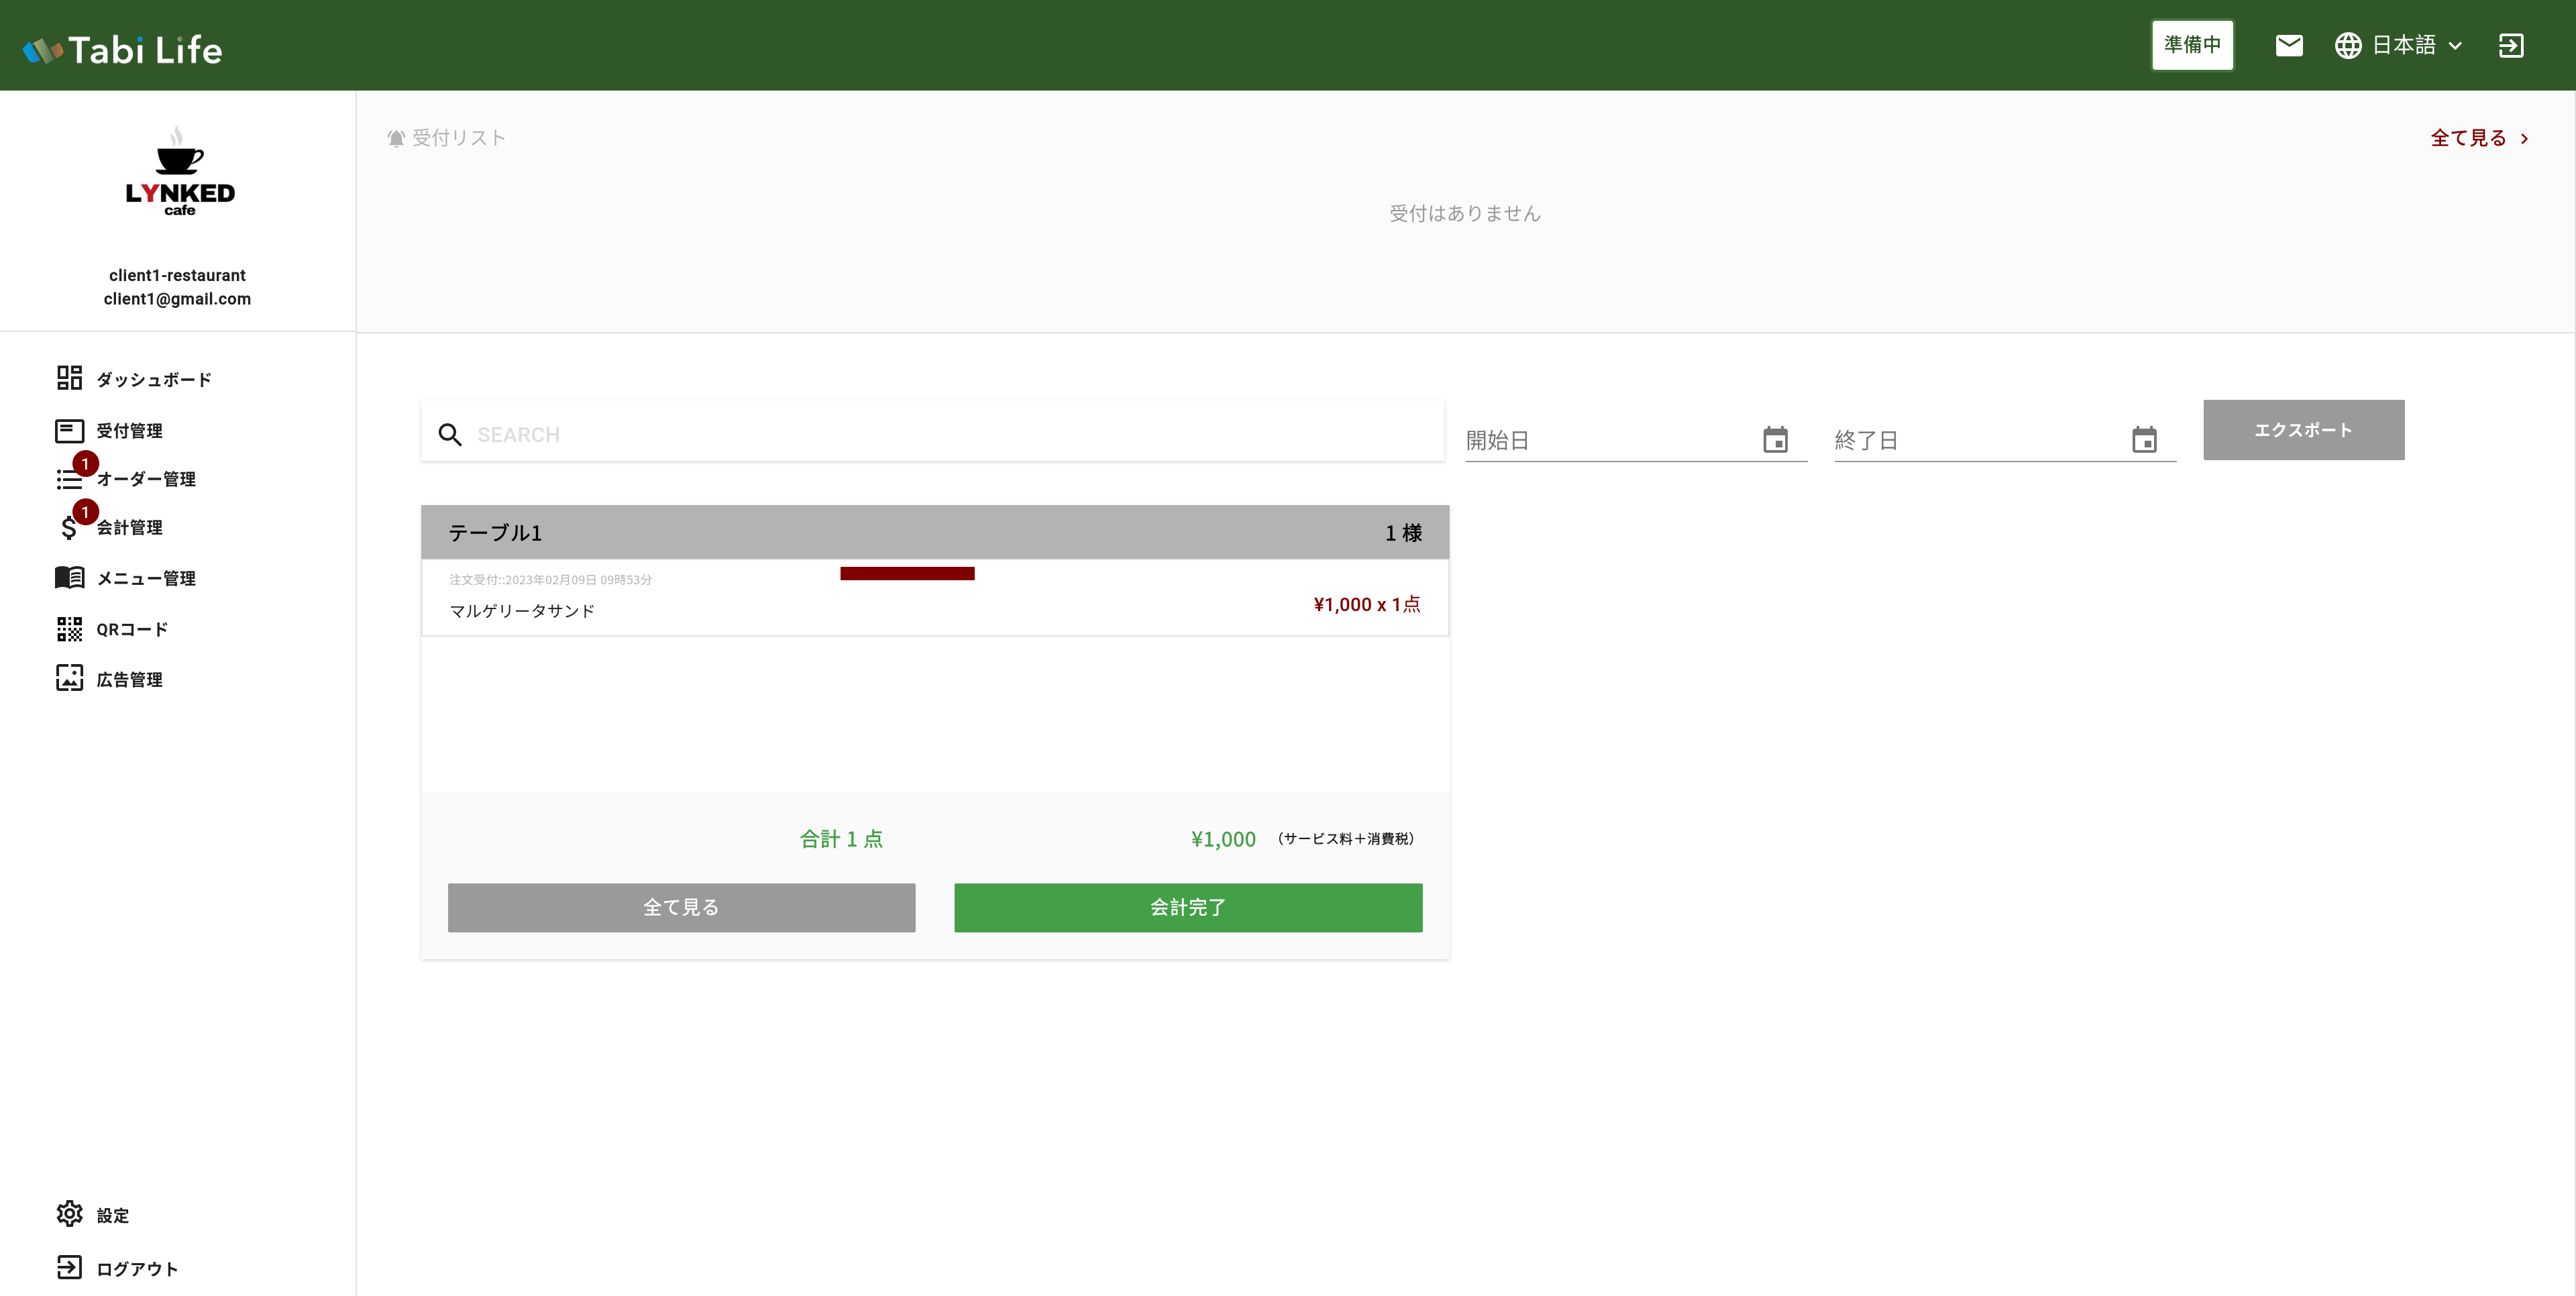 Tabi Life
準備中
日本語
LYNKED
cafe
client1-restaurant
client1@gmail.com
ダッシュボード
受付管理
1
オーダー管理
1
会計管理
メニュー管理
QRコード
広告管理
設定
ログアウト
受付リスト
全て見る
受付はありません
SEARCH
開始日
終了日
エクスポート
テーブル1
1 様
注文受付::2023年02月09日 09時53分
マルゲリータサンド
¥1,000 x 1点
合計 1 点
¥1,000 （サービス料＋消費税）
全て見る
会計完了